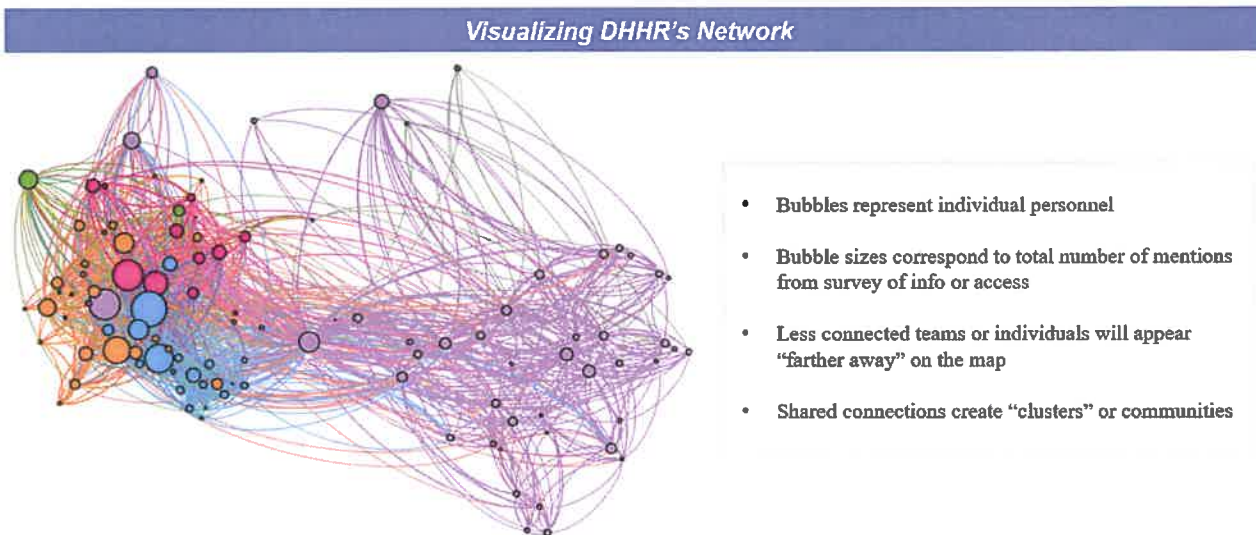 Visualizing DHHR's Network
• Bubbles represent individual personnel
• Bubble sizes correspond to total number of mentions
from survey of info or access
• Less connected teams or individuals will appear
“farther away” on the map
• Shared connections create “clusters” or communities